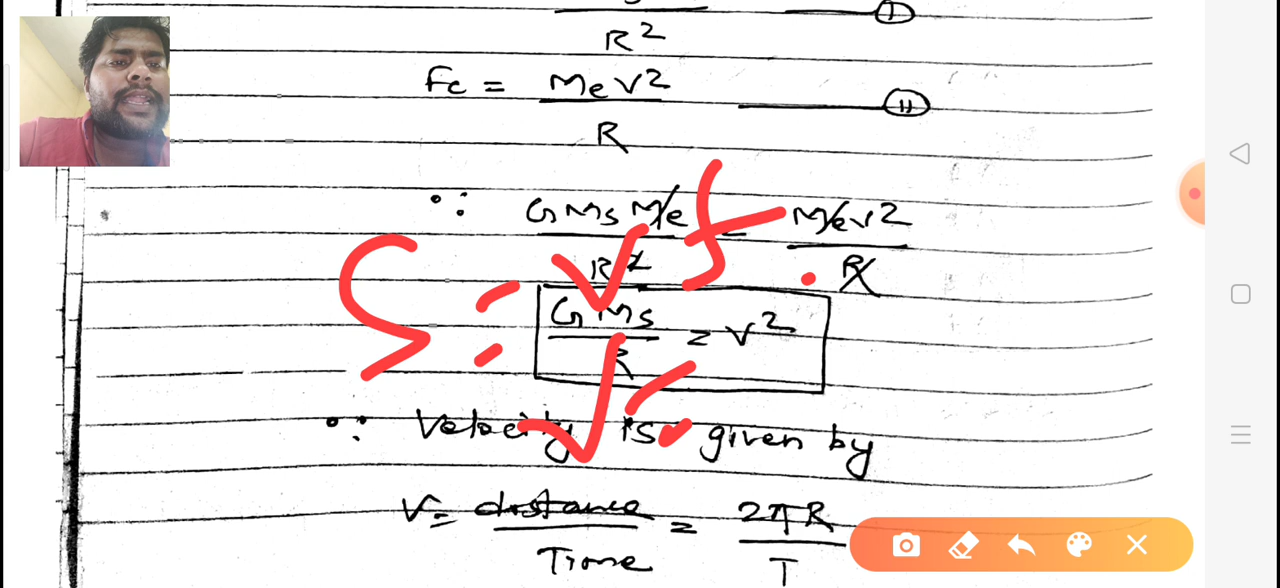 R² ——— (I)
Fc = MeV² / R ——— (II)
∵ GMsMe / R² = MeV² / R
GMs / R = V²
∵ Velocity is given by
V = distance / Time = 2πR / T